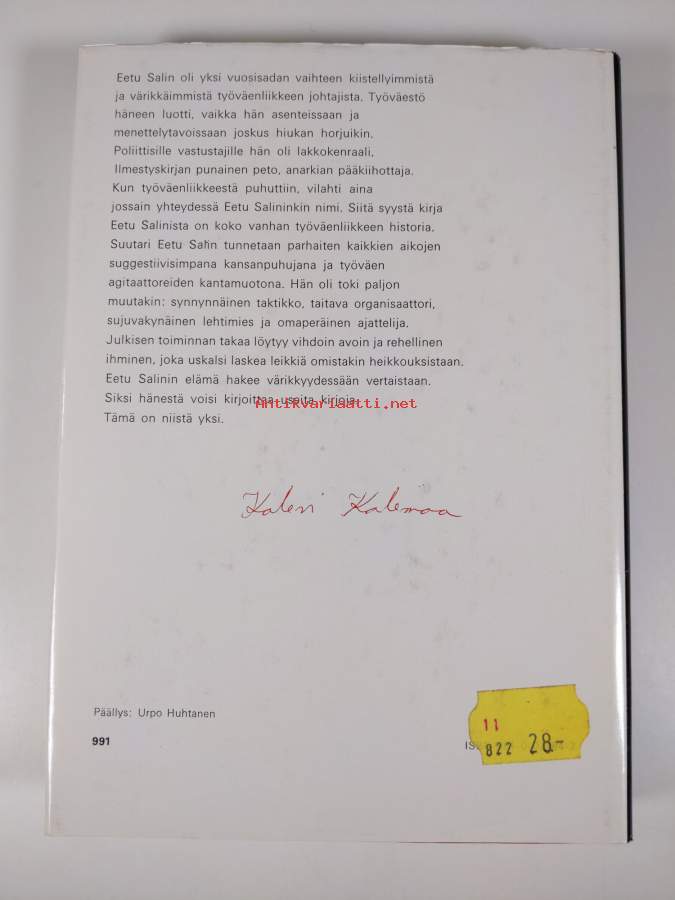 Eetu Salin oli yksi vuosisadan vaihteen kiistellyimmistä
ja värikkäimmistä työväenliikkeen johtajista. Työväestö
häneen luotti, vaikka hän asenteissaan ja
menettelytavoissaan joskus hiukan horjuikin.
Poliittisille vastustajille hän oli lakkokenraali,
Ilmestyskirjan punainen peto, anarkian pääkiihottaja.
Kun työväenliikkeestä puhuttiin, vilahti aina
jossain yhteydessä Eetu Salininkin nimi. Siitä syystä kirja
Eetu Salinista on koko vanhan työväenliikkeen historia.
Suutari Eetu Salin tunnetaan parhaiten kaikkien aikojen
suggestiivisimpana kansanpuhujana ja työväen
agitaattoreiden kantamuotona. Hän oli toki paljon
muutakin: synnynnäinen taktikko, taitava organisaattori,
sujuvakynäinen lehtimies ja omaperäinen ajattelija.
Julkisen toiminnan takaa löytyy vihdoin avoin ja rehellinen
ihminen, joka uskalsi laskea leikkiä omistakin heikkouksistaan.
Eetu Salinin elämä hakee värikkyydessään vertaistaan.
Siksi hänestä voisi kirjoittaa useita kirjoja.
Antikvariaatti.net
Tämä on niistä yksi.
Kalevi Kalemaa
Päällys: Urpo Huhtanen
991
11
822 28-